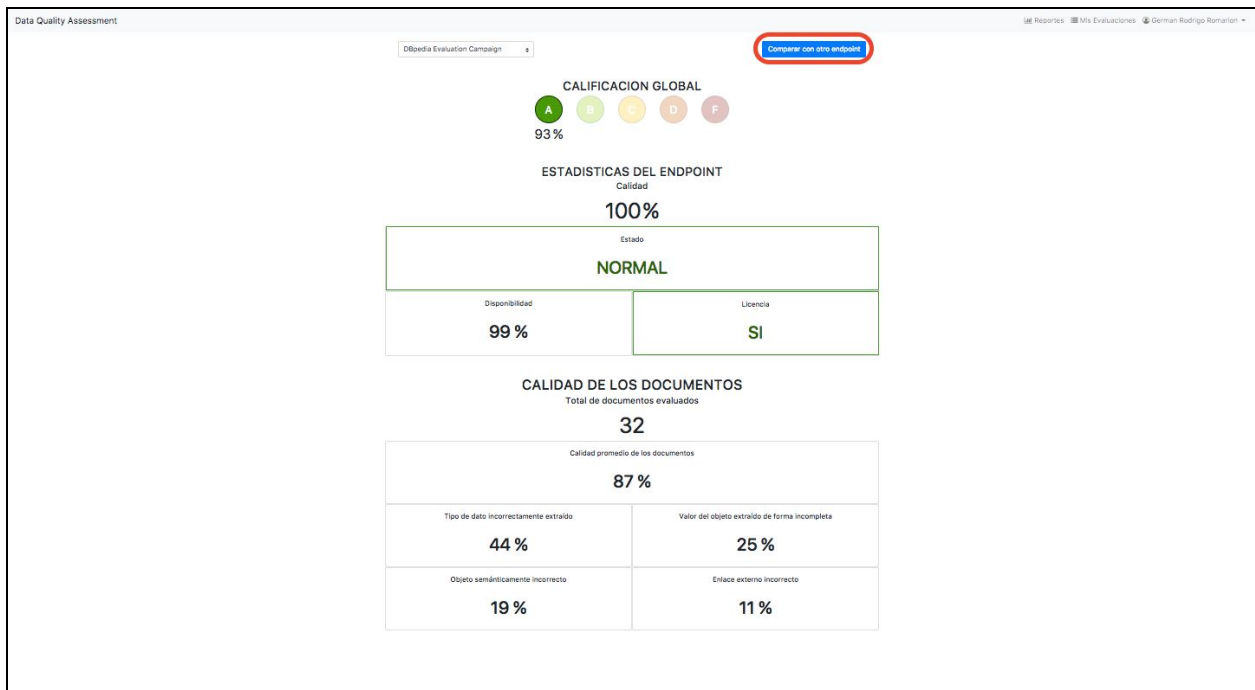 Data Quality Assessment
Reportes Mis Evaluaciones German Rodrigo Romarion
DBpedia Evaluation Campaign
Comparar con otro endpoint
CALIFICACION GLOBAL
A B C D F
93%
ESTADISTICAS DEL ENDPOINT
Calidad
100%
Estado
NORMAL
Disponibilidad Licencia
99 % SI
CALIDAD DE LOS DOCUMENTOS
Total de documentos evaluados
32
Calidad promedio de los documentos
87 %
Tipo de dato incorrectamente extraído Valor del objeto extraído de forma incompleta
44 % 25 %
Objeto semánticamente incorrecto Enlace externo incorrecto
19 % 11 %